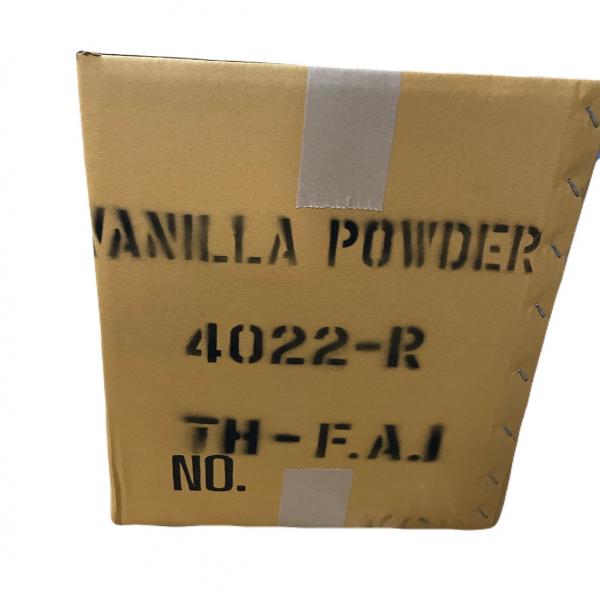 VANILLA POWDER
4022-R
TH-F.A.I
NO.